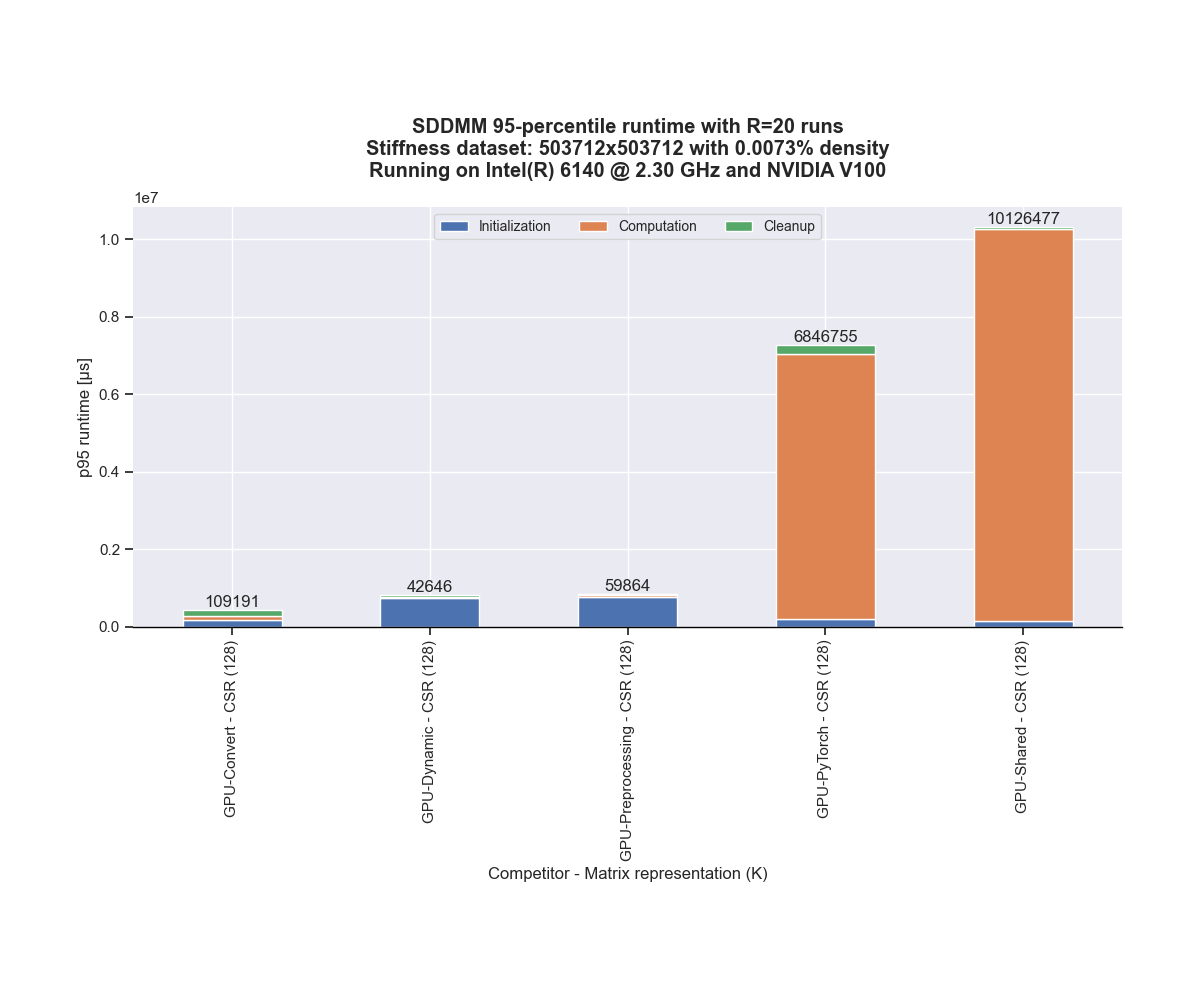 SDDMM 95-percentile runtime with R=20 runs
Stiffness dataset: 503712x503712 with 0.0073% density
Running on Intel(R) 6140 @ 2.30 GHz and NVIDIA V100
1e7
Initialization
Computation
Cleanup
10126477
6846755
109191
42646
59864
1.0
0.8
0.6
0.4
0.2
0.0
p95 runtime [μs]
GPU-Convert - CSR (128)
GPU-Dynamic - CSR (128)
GPU-Preprocessing - CSR (128)
GPU-PyTorch - CSR (128)
GPU-Shared - CSR (128)
Competitor - Matrix representation (K)